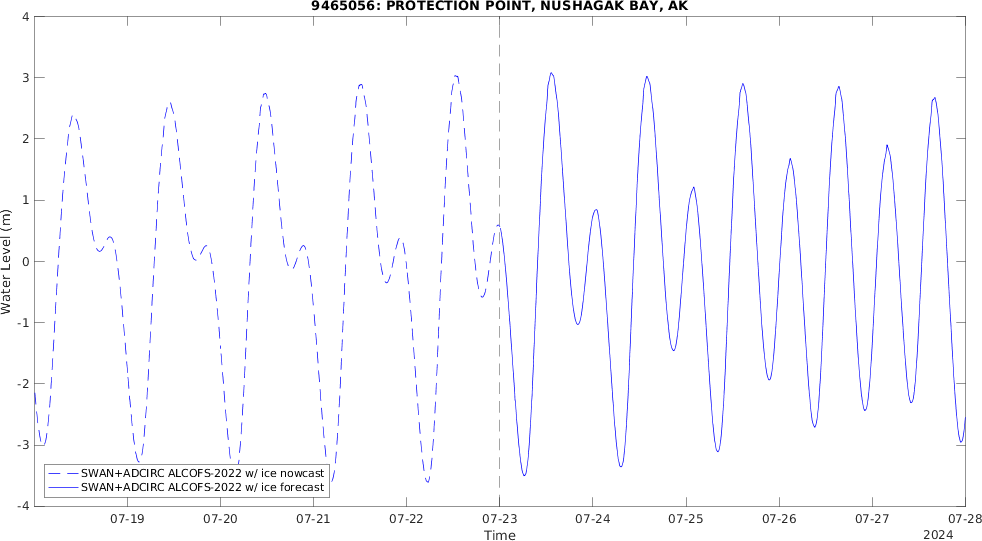 9465056: PROTECTION POINT, NUSHAGAK BAY, AK
4
3
2
1
0
-1
-2
-3
-4
Water Level (m)
SWAN+ADCIRC ALCOFS-2022 w/ ice nowcast
SWAN+ADCIRC ALCOFS-2022 w/ ice forecast
07-19 07-20 07-21 07-22 07-23 07-24 07-25 07-26 07-27 07-28
Time
2024